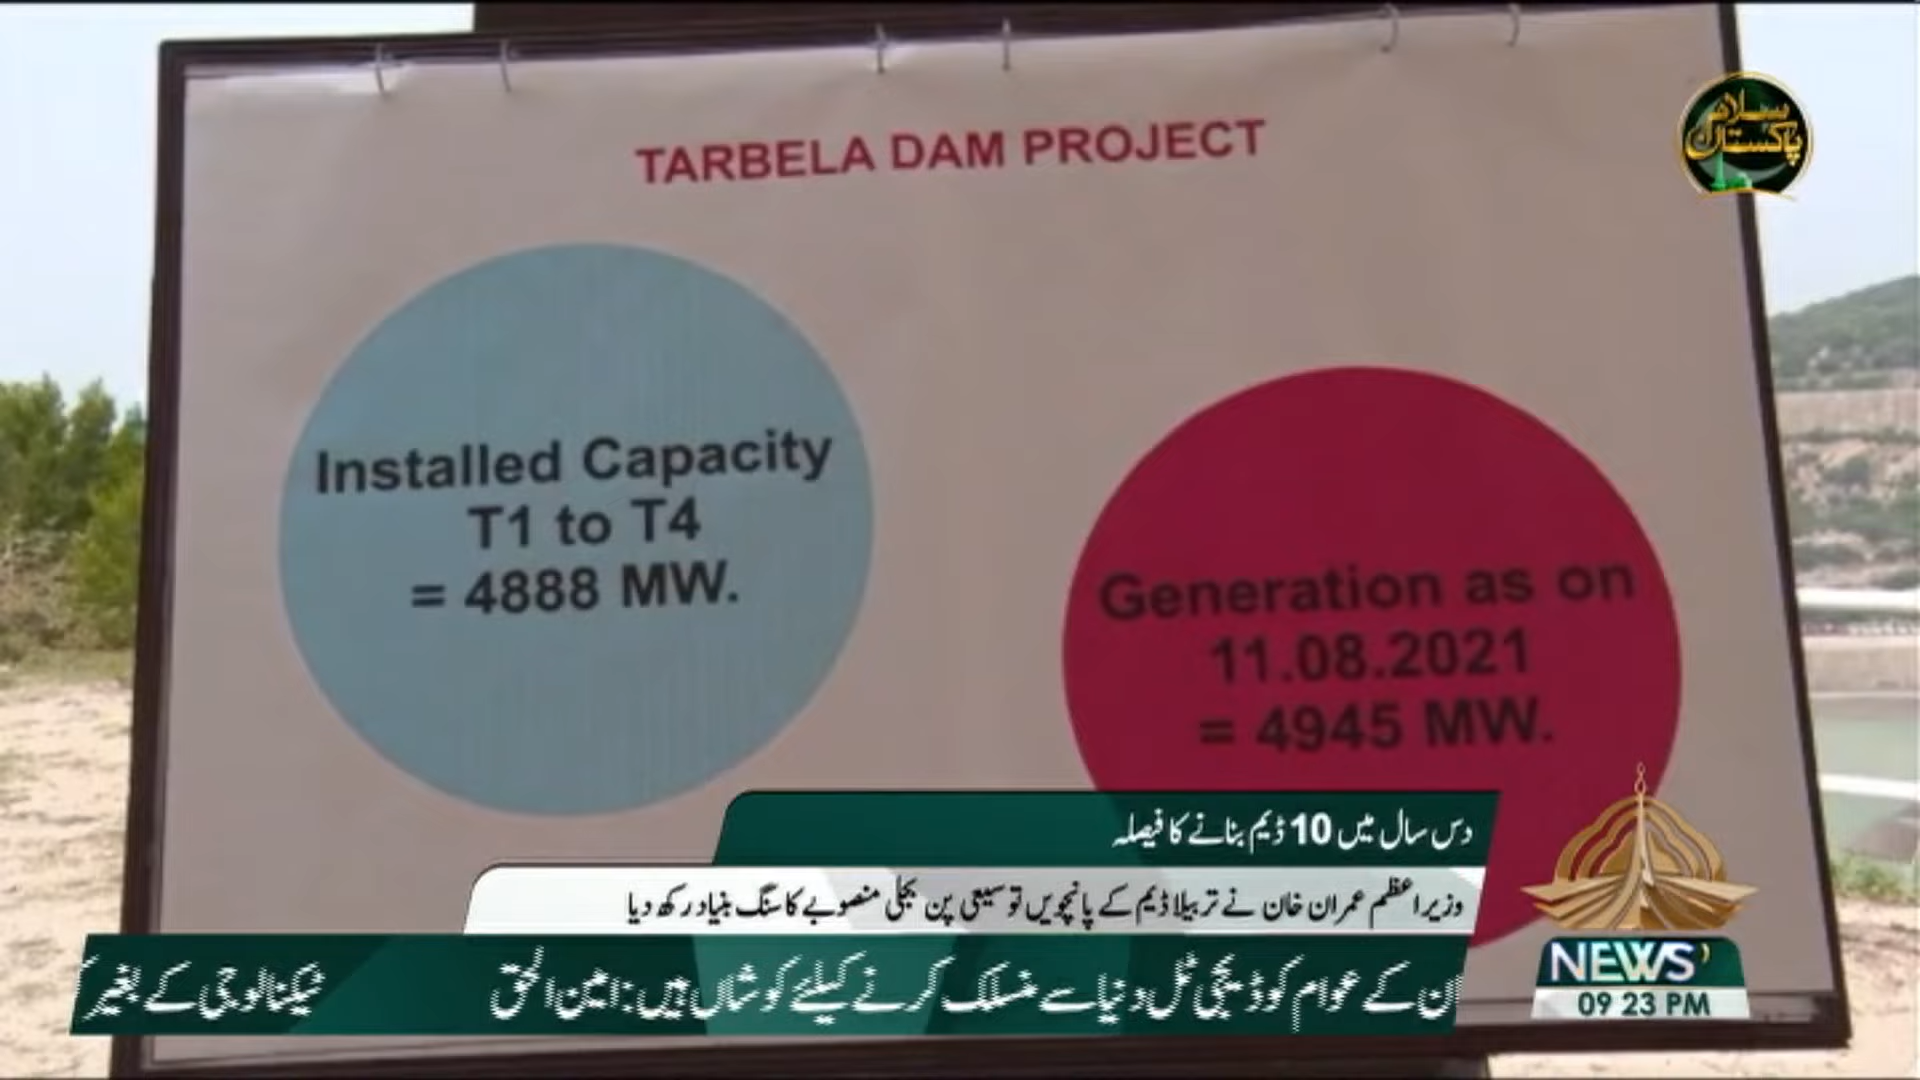 TARBELA DAM PROJECT
سلام
پاکستان
Installed Capacity
T1 to T4
= 4888 MW.
Generation as on
11.08.2021
= 4945 MW.
دس سال میں 10 ڈیم بنانے کا فیصلہ
وزیراعظم عمران خان نے تربیلا ڈیم کے پانچویں توسیعی پن بجلی منصوبے کا سنگ بنیاد رکھ دیا
ن کے عوام کو ڈیجیٹل دنیا سے منسلک کرنے کیلئے کوشاں ہیں: امین الحق ٹیکنالوجی کے بغیر
NEWS
09 23 PM